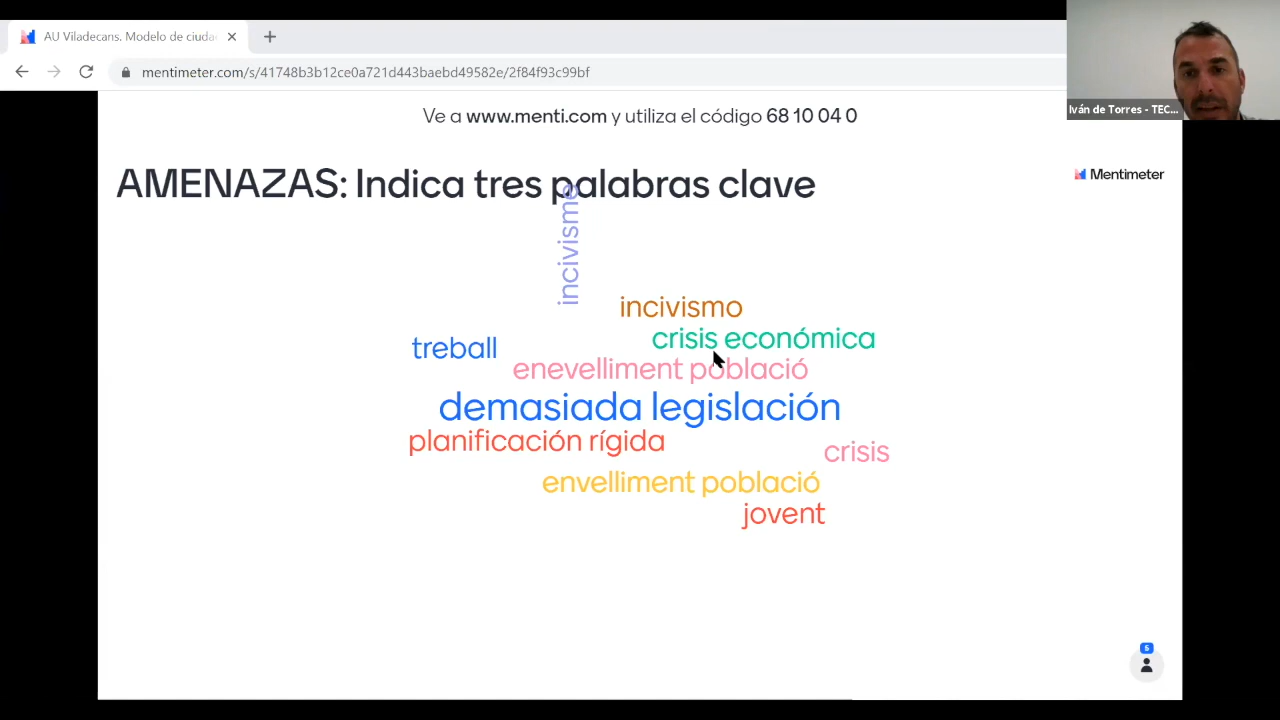 AU Viladecans. Modelo de ciuda
mentimeter.com/s/41748b3b12ce0a721d443baebd49582e/2f84f93c99bf
Iván de Torres - TEC...
Ve a www.menti.com y utiliza el código 68 10 04 0
AMENAZAS: Indica tres palabras clave
Mentimeter
incivisme
incivismo
crisis económica
treball
enevelliment població
demasiada legislación
planificación rígida
crisis
envelliment població
jovent
5